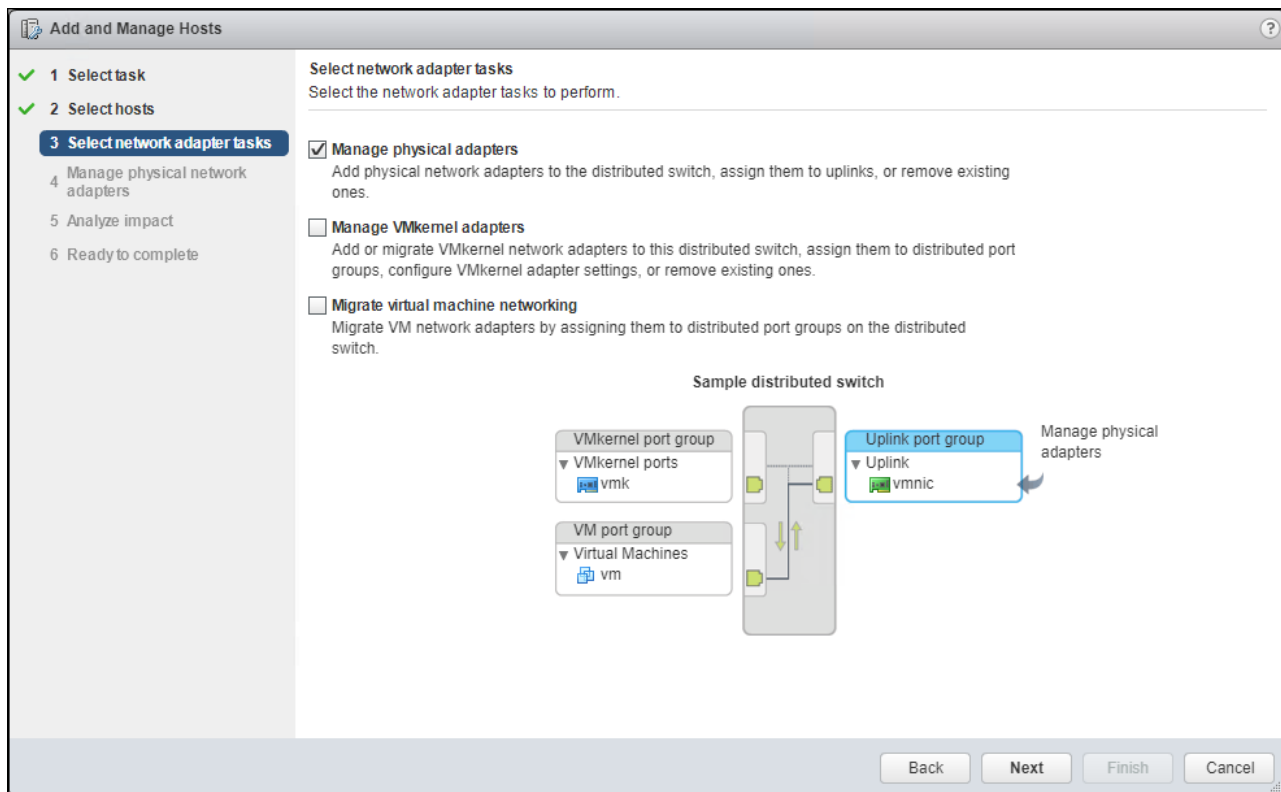 Add and Manage Hosts
?
1 Select task
2 Select hosts
3 Select network adapter tasks
4 Manage physical network
adapters
5 Analyze impact
6 Ready to complete
Select network adapter tasks
Select the network adapter tasks to perform.
Manage physical adapters
Add physical network adapters to the distributed switch, assign them to uplinks, or remove existing
ones.
Manage VMkernel adapters
Add or migrate VMkernel network adapters to this distributed switch, assign them to distributed port
groups, configure VMkernel adapter settings, or remove existing ones.
Migrate virtual machine networking
Migrate VM network adapters by assigning them to distributed port groups on the distributed
switch.
Sample distributed switch
VMkernel port group
VMkernel ports
vmk
VM port group
Virtual Machines
vm
Uplink port group
Uplink
vmnic
Manage physical
adapters
Back
Next
Finish
Cancel